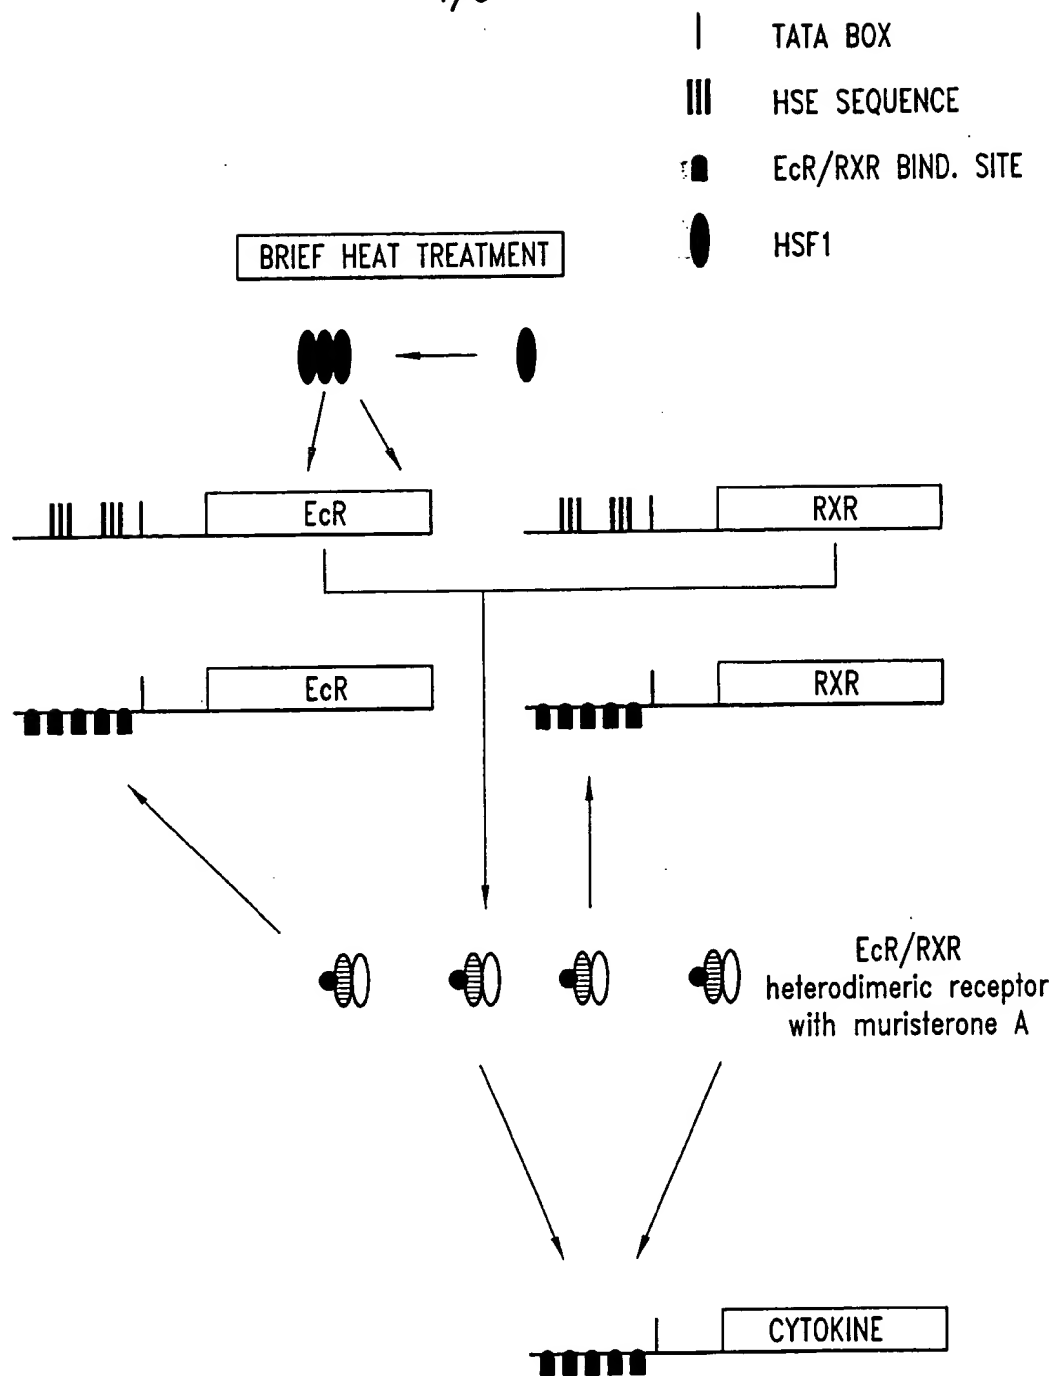 TATA BOX
HSE SEQUENCE
EcR/RXR BIND. SITE
HSF1
BRIEF HEAT TREATMENT
EcR
RXR
EcR
RXR
EcR/RXR
heterodimeric receptor
with muristerone A
CYTOKINE